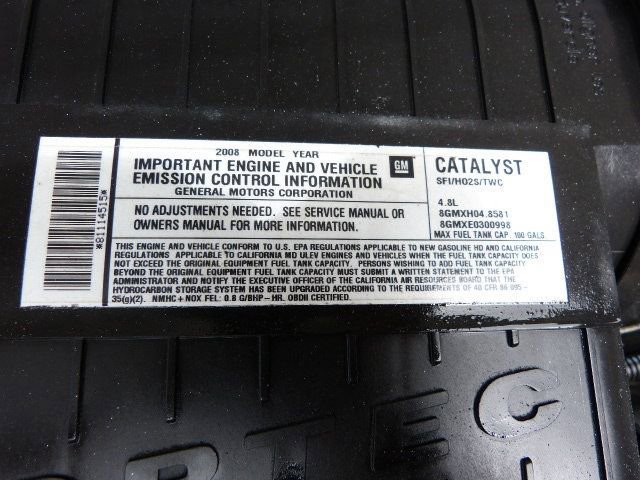 2008 MODEL YEAR
IMPORTANT ENGINE AND VEHICLE
EMISSION CONTROL INFORMATION
GENERAL MOTORS CORPORATION
GM
CATALYST
SFI/HO2S/TWC
NO ADJUSTMENTS NEEDED. SEE SERVICE MANUAL OR
OWNERS MANUAL FOR MORE INFORMATION.
4.8L
8GMXH04.8581
8GMXE0300998
MAX FUEL TANK CAP. 100 GALS.
THIS ENGINE AND VEHICLE CONFORM TO U.S. EPA REGULATIONS APPLICABLE TO NEW GASOLINE HD AND CALIFORNIA
REGULATIONS APPLICABLE TO CALIFORNIA MD ULEV ENGINES AND VEHICLES WHEN THE FUEL TANK CAPACITY DOES
NOT EXCEED THE ORIGINAL EQUIPMENT FUEL TANK CAPACITY. PERSONS WISHING TO ADD FUEL TANK CAPACITY
BEYOND THE ORIGINAL EQUIPMENT CAPACITY MUST SUBMIT A WRITTEN STATEMENT TO THE EPA
ADMINISTRATOR AND NOTIFY THE EXECUTIVE OFFICER OF THE CALIFORNIA AIR RESOURCES BOARD THAT THE
HYDROCARBON STORAGE SYSTEM HAS BEEN UPGRADED ACCORDING TO THE REQUIREMENTS OF 40 CFR 86.095-
35(g)(2). NMHC + NOX FEL: 0.8 G/BHP-HR. OBDII CERTIFIED.
*81114515*
RTEC